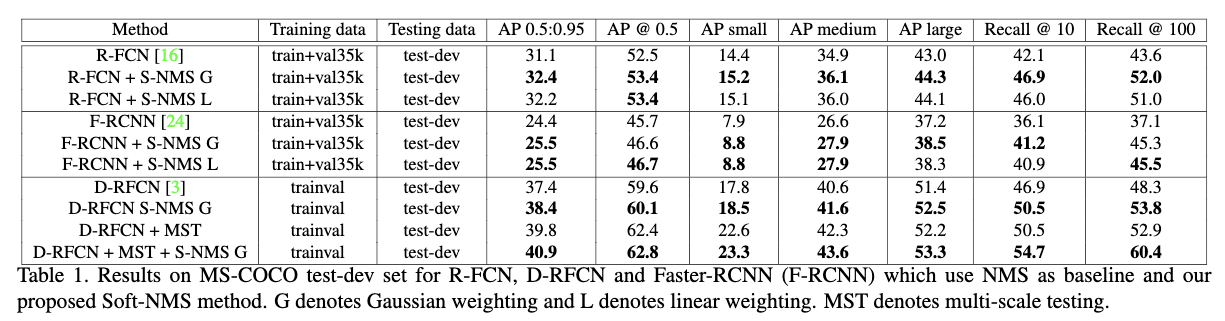 Method Training data Testing data AP 0.5:0.95 AP @ 0.5 AP small AP medium AP large Recall @ 10 Recall @ 100
R-FCN [16] train+val35k test-dev 31.1 52.5 14.4 34.9 43.0 42.1 43.6
R-FCN + S-NMS G train+val35k test-dev 32.4 53.4 15.2 36.1 44.3 46.9 52.0
R-FCN + S-NMS L train+val35k test-dev 32.2 53.4 15.1 36.0 44.1 46.0 51.0
F-RCNN [24] train+val35k test-dev 24.4 45.7 7.9 26.6 37.2 36.1 37.1
F-RCNN + S-NMS G train+val35k test-dev 25.5 46.6 8.8 27.9 38.5 41.2 45.3
F-RCNN + S-NMS L train+val35k test-dev 25.5 46.7 8.8 27.9 38.3 40.9 45.5
D-RFCN [3] trainval test-dev 37.4 59.6 17.8 40.6 51.4 46.9 48.3
D-RFCN S-NMS G trainval test-dev 38.4 60.1 18.5 41.6 52.5 50.5 53.8
D-RFCN + MST trainval test-dev 39.8 62.4 22.6 42.3 52.2 50.5 52.9
D-RFCN + MST + S-NMS G trainval test-dev 40.9 62.8 23.3 43.6 53.3 54.7 60.4
Table 1. Results on MS-COCO test-dev set for R-FCN, D-RFCN and Faster-RCNN (F-RCNN) which use NMS as baseline and our
proposed Soft-NMS method. G denotes Gaussian weighting and L denotes linear weighting. MST denotes multi-scale testing.